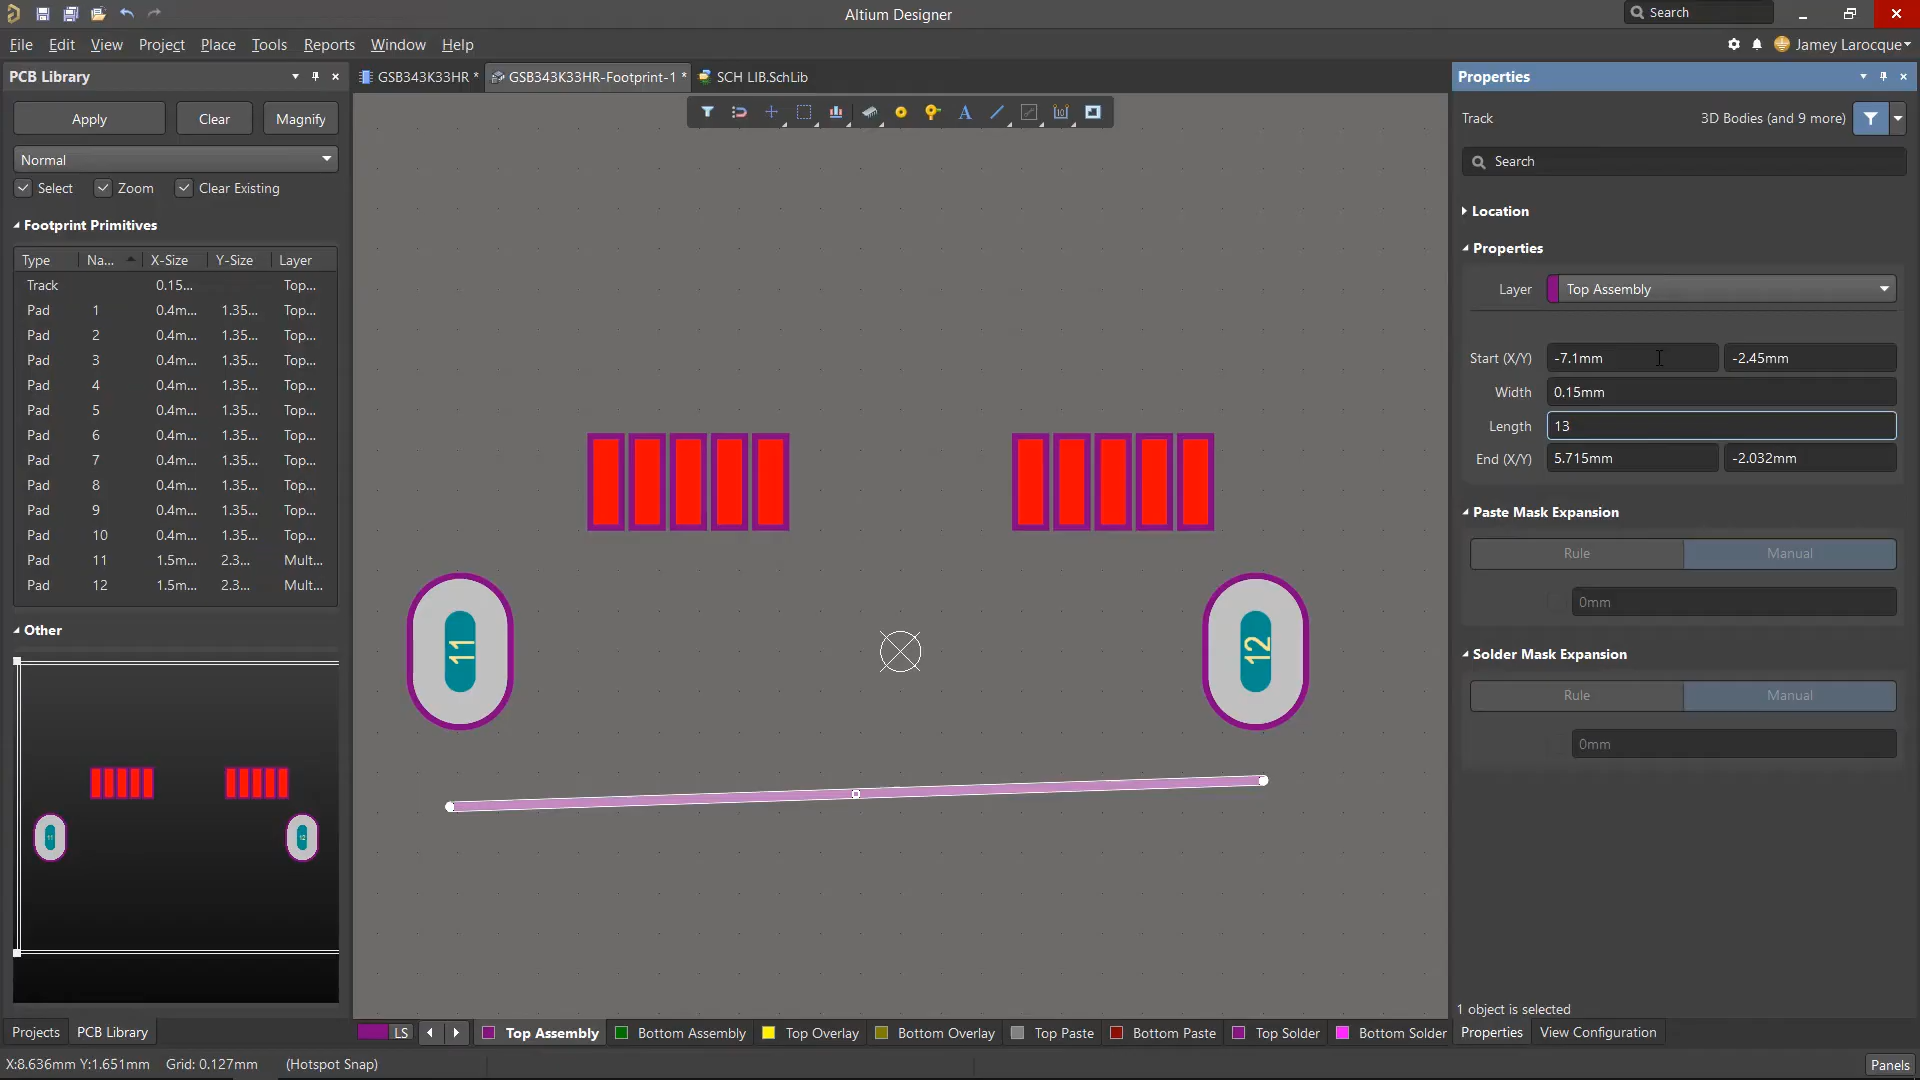 Altium Designer
Search
File Edit View Project Place Tools Reports Window Help
Jamey Larocque
PCB Library
GSB343K33HR *
GSB343K33HR-Footprint-1 *
SCH LIB.SchLib
Properties
Apply
Clear
Magnify
Track
3D Bodies (and 9 more)
Normal
Search
Select
Zoom
Clear Existing
Location
Footprint Primitives
Properties
Type Na... X-Size Y-Size Layer
Track 0.15... Top...
Pad 1 0.4m... 1.35... Top...
Pad 2 0.4m... 1.35... Top...
Pad 3 0.4m... 1.35... Top...
Pad 4 0.4m... 1.35... Top...
Pad 5 0.4m... 1.35... Top...
Pad 6 0.4m... 1.35... Top...
Pad 7 0.4m... 1.35... Top...
Pad 8 0.4m... 1.35... Top...
Pad 9 0.4m... 1.35... Top...
Pad 10 0.4m... 1.35... Top...
Pad 11 1.5m... 2.3... Mult...
Pad 12 1.5m... 2.3... Mult...
Layer Top Assembly
Start (X/Y) -7.1mm -2.45mm
Width 0.15mm
Length 13
End (X/Y) 5.715mm -2.032mm
Paste Mask Expansion
Rule Manual
0mm
Solder Mask Expansion
Rule Manual
0mm
Other
11
12
11
12
1 object is selected
Projects
PCB Library
LS
Top Assembly
Bottom Assembly
Top Overlay
Bottom Overlay
Top Paste
Bottom Paste
Top Solder
Bottom Solder
Properties
View Configuration
X:8.636mm Y:1.651mm Grid: 0.127mm (Hotspot Snap)
Panels